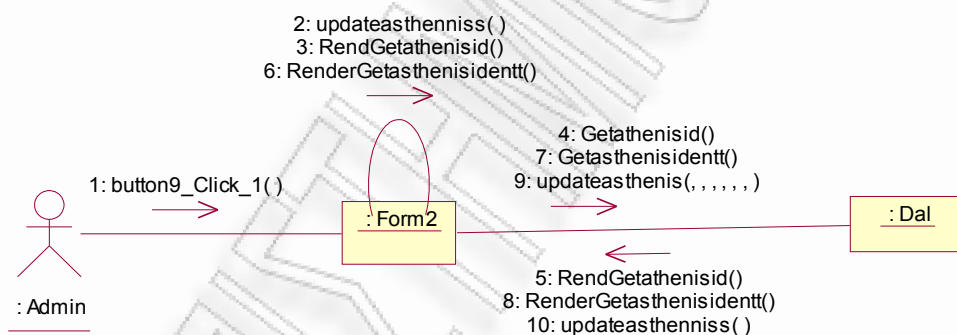 2: updateasthenniss( )
3: RendGetathenisid()
6: RenderGetasthenisidentt()
4: Getathenisid()
7: Getasthenisidentt()
9: updateasthenis(, , , , , , )
1: button9_Click_1( )
: Form2
: Dal
: Admin
5: RendGetathenisid()
8: RenderGetasthenisidentt()
10: updateasthenniss( )